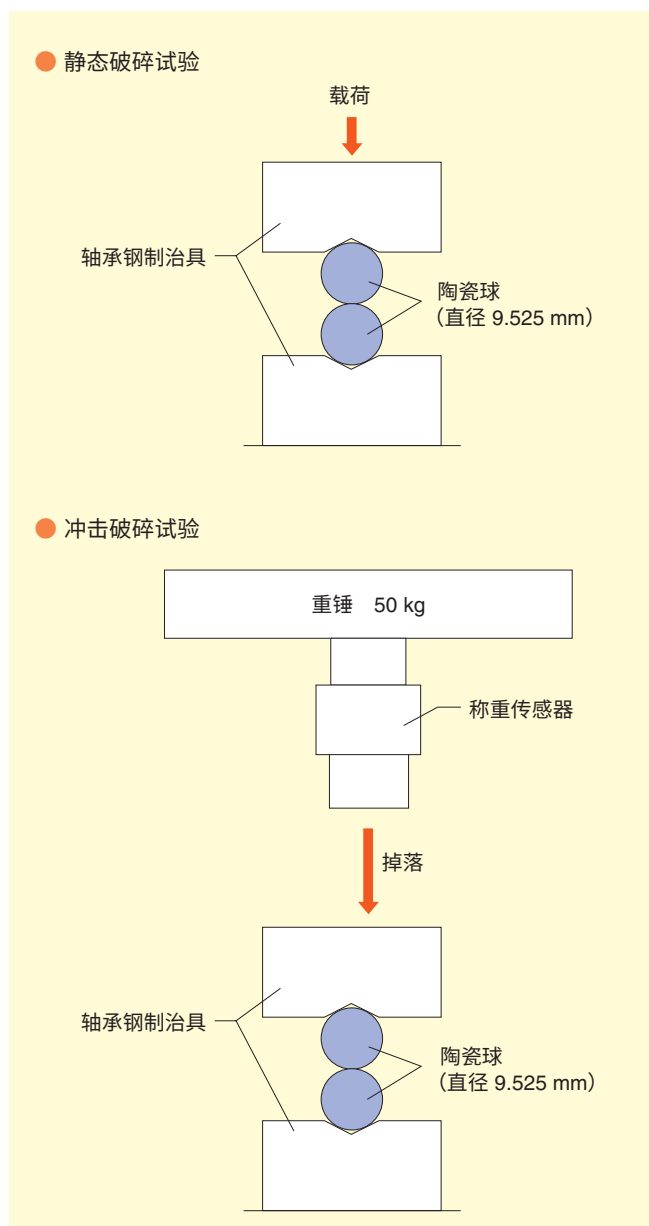 静态破碎试验
载荷
轴承钢制治具
陶瓷球
（直径 9.525 mm）
冲击破碎试验
重锤　50 kg
称重传感器
掉落
轴承钢制治具
陶瓷球
（直径 9.525 mm）